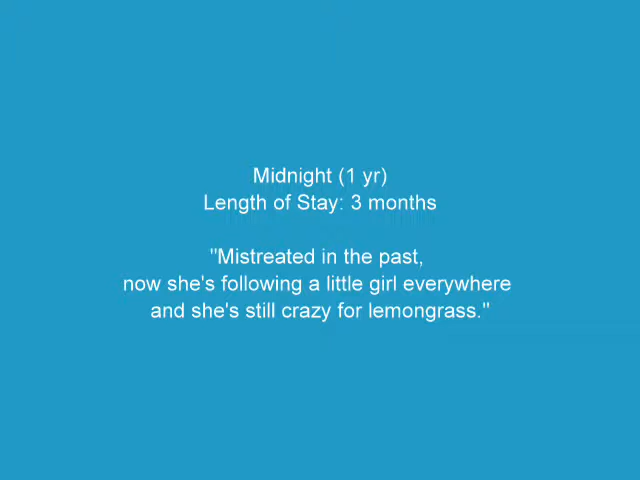 Midnight (1 yr)
Length of Stay: 3 months
"Mistreated in the past,
now she's following a little girl everywhere
and she's still crazy for lemongrass."